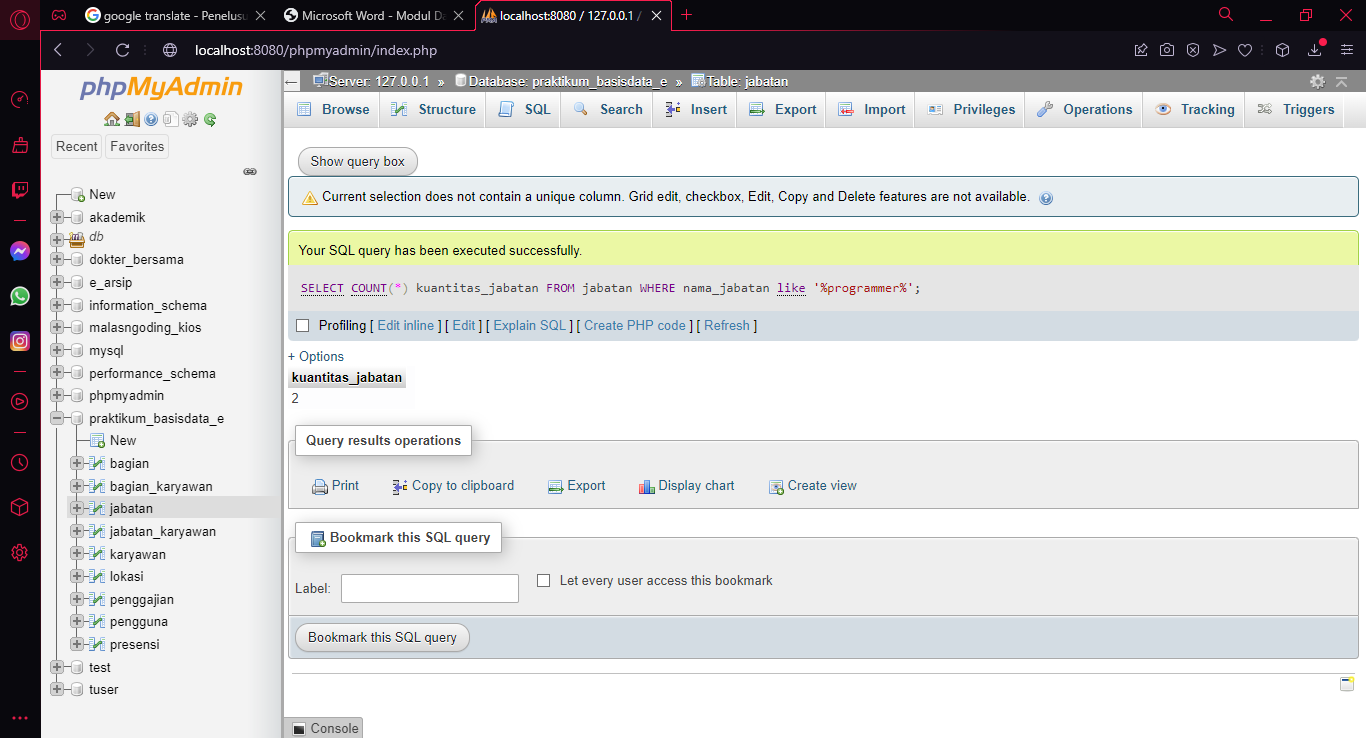 google translate - Penelusu
Microsoft Word - Modul Da
localhost:8080 / 127.0.0.1 /
localhost:8080/phpmyadmin/index.php
phpMyAdmin
Recent
Favorites
New
akademik
db
dokter_bersama
e_arsip
information_schema
malasngoding_kios
mysql
performance_schema
phpmyadmin
praktikum_basisdata_e
New
bagian
bagian_karyawan
jabatan
jabatan_karyawan
karyawan
lokasi
penggajian
pengguna
presensi
test
tuser
Server: 127.0.0.1 » Database: praktikum_basisdata_e » Table: jabatan
Browse Structure SQL Search Insert Export Import Privileges Operations Tracking Triggers
Show query box
Current selection does not contain a unique column. Grid edit, checkbox, Edit, Copy and Delete features are not available.
Your SQL query has been executed successfully.
SELECT COUNT(*) kuantitas_jabatan FROM jabatan WHERE nama_jabatan like '%programmer%';
Profiling [ Edit inline ] [ Edit ] [ Explain SQL ] [ Create PHP code ] [ Refresh ]
+ Options
kuantitas_jabatan
2
Query results operations
Print Copy to clipboard Export Display chart Create view
Bookmark this SQL query
Label: Let every user access this bookmark
Bookmark this SQL query
Console